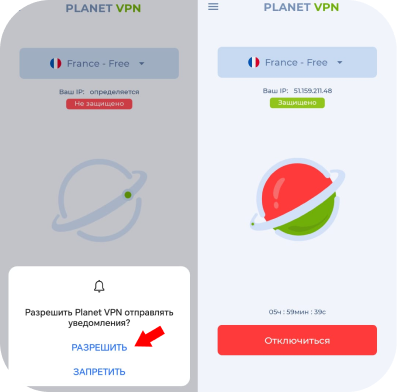 PLANET VPN
France - Free
Ваш IP: определяется
Не защищено
Разрешить Planet VPN отправлять
уведомления?
РАЗРЕШИТЬ
ЗАПРЕТИТЬ
PLANET VPN
France - Free
Ваш IP: 51.159.211.48
Защищено
05ч : 59мин : 39с
Отключиться